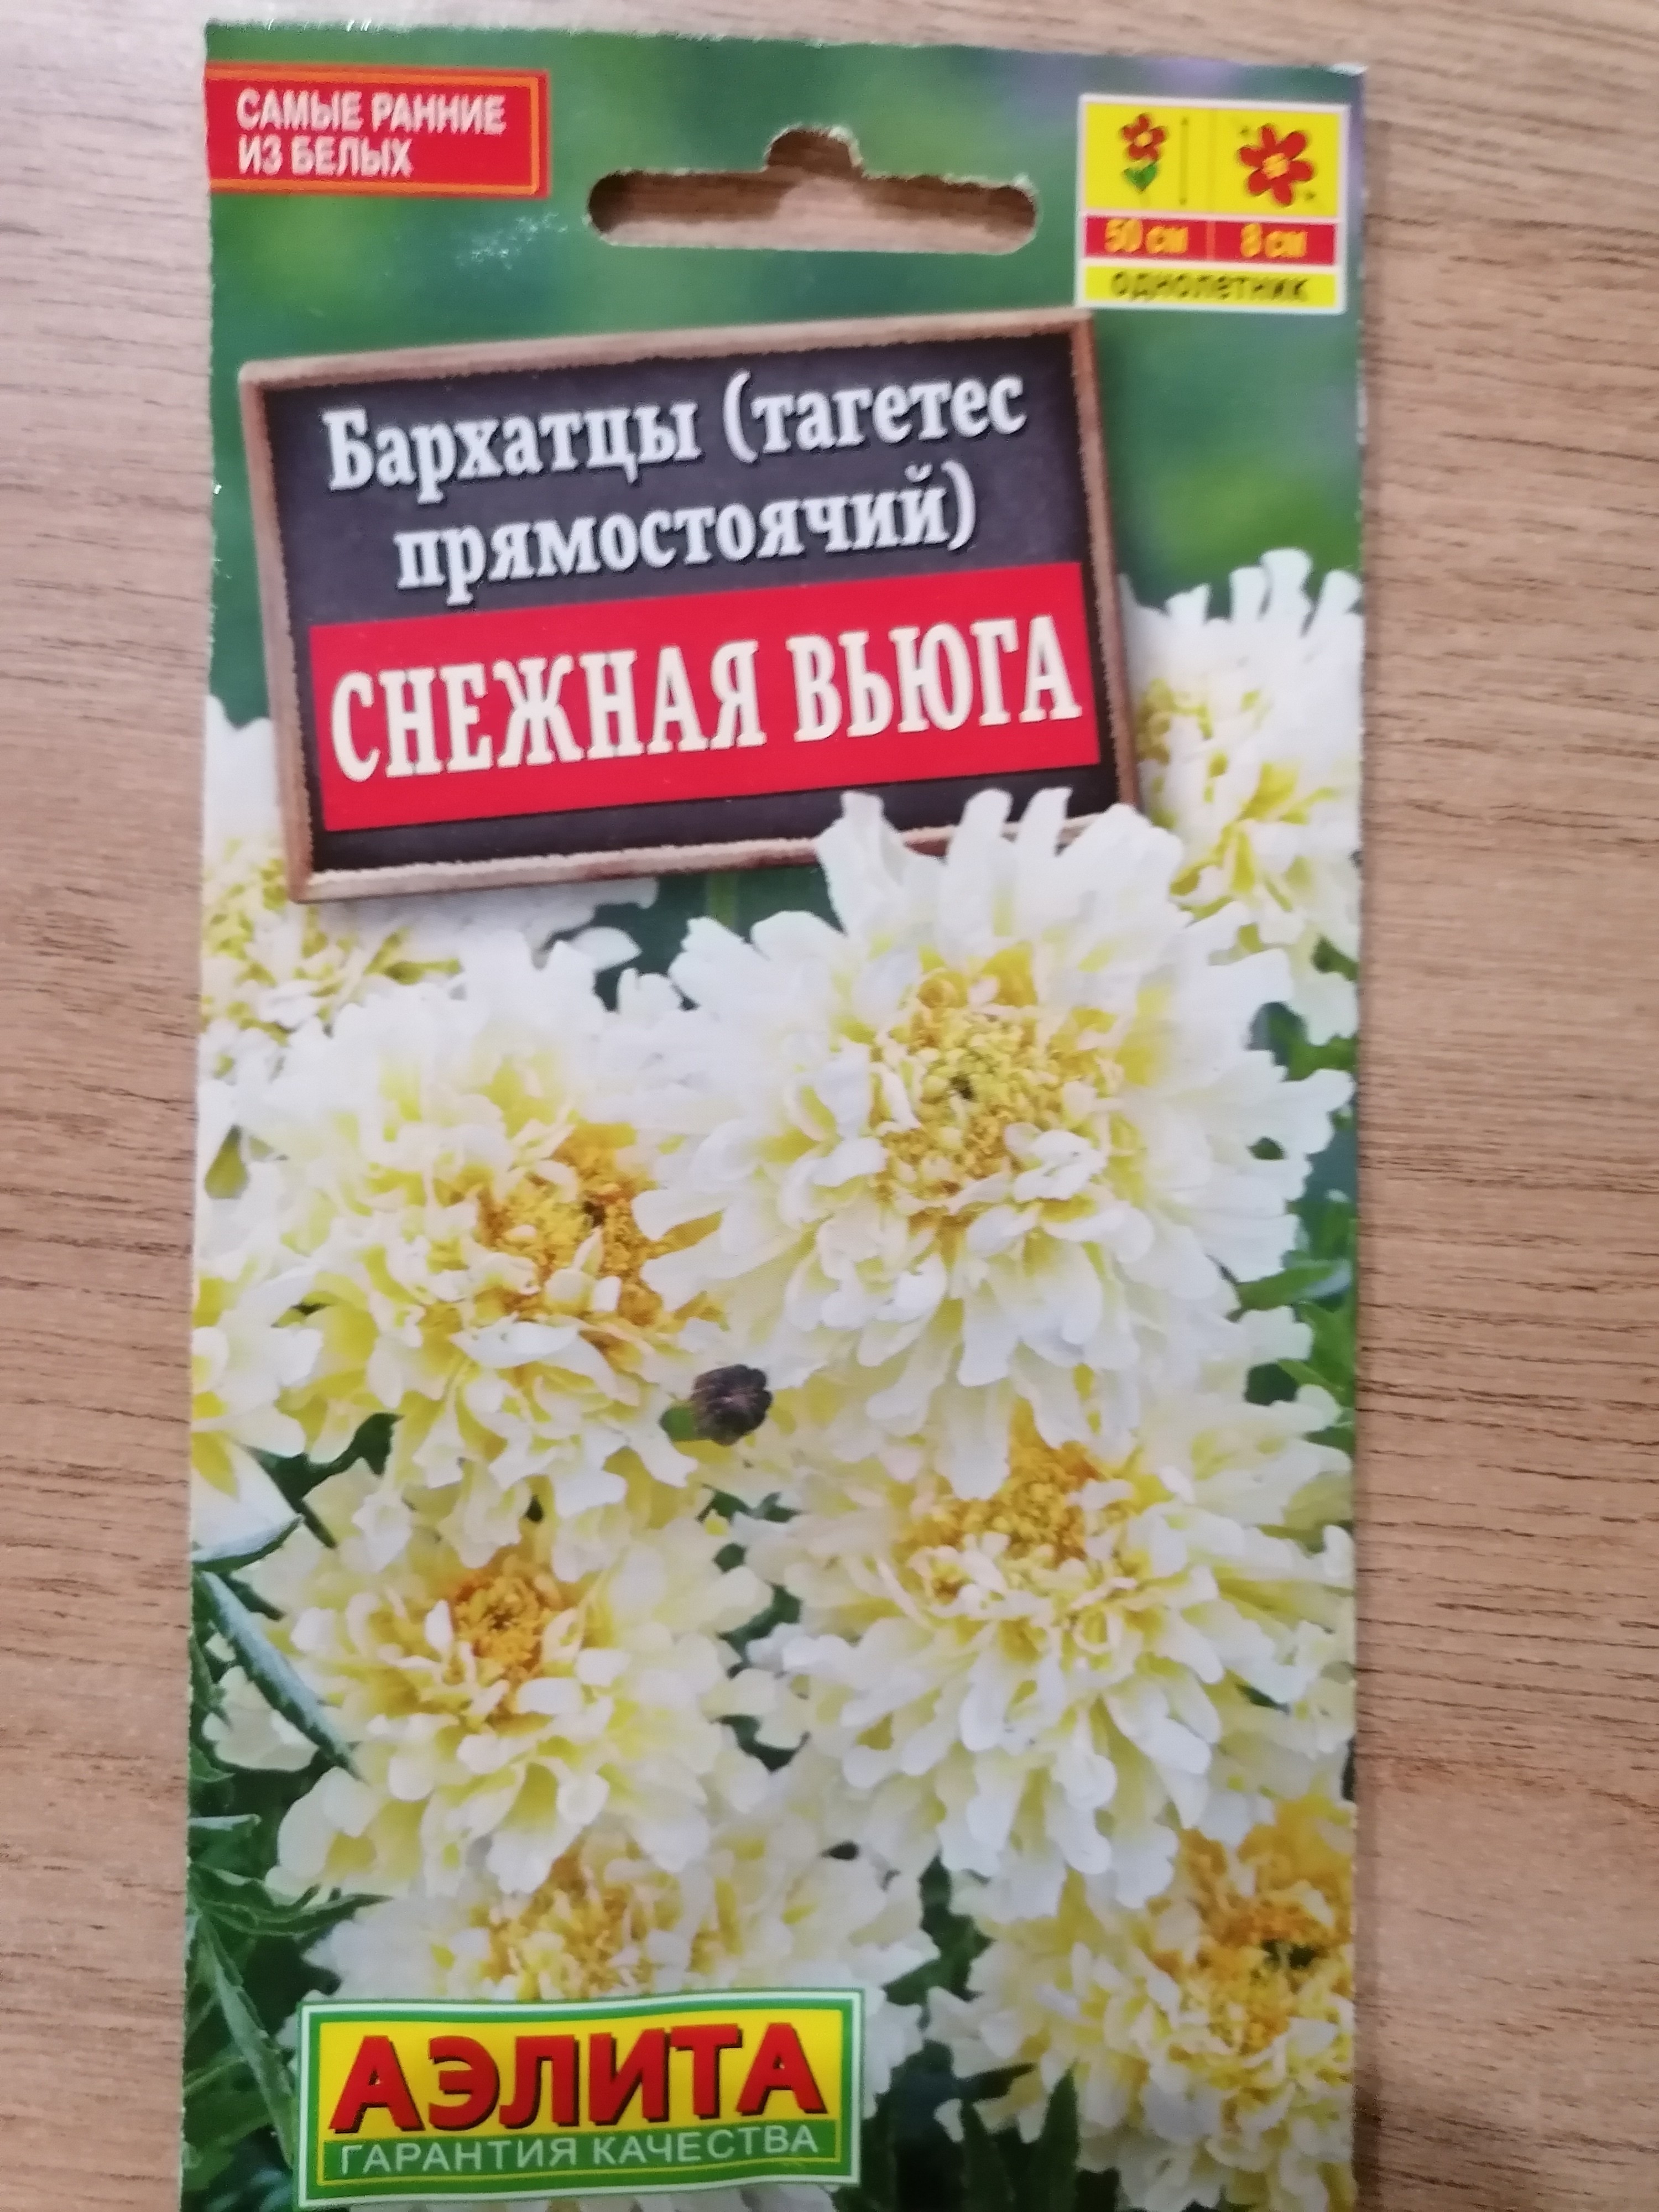 САМЫЕ РАННИЕ
ИЗ БЕЛЫХ
50 см 8 см
однолетник
Бархатцы (тагетес
прямостоячий)
СНЕЖНАЯ ВЬЮГА
АЭЛИТА
ГАРАНТИЯ КАЧЕСТВА